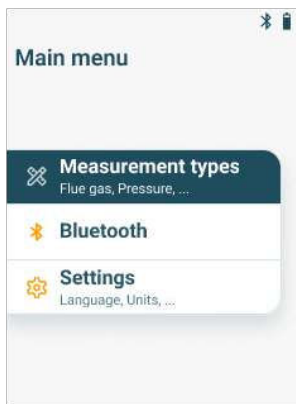 Main menu
Measurement types
Flue gas, Pressure, ...
Bluetooth
Settings
Language, Units, ...